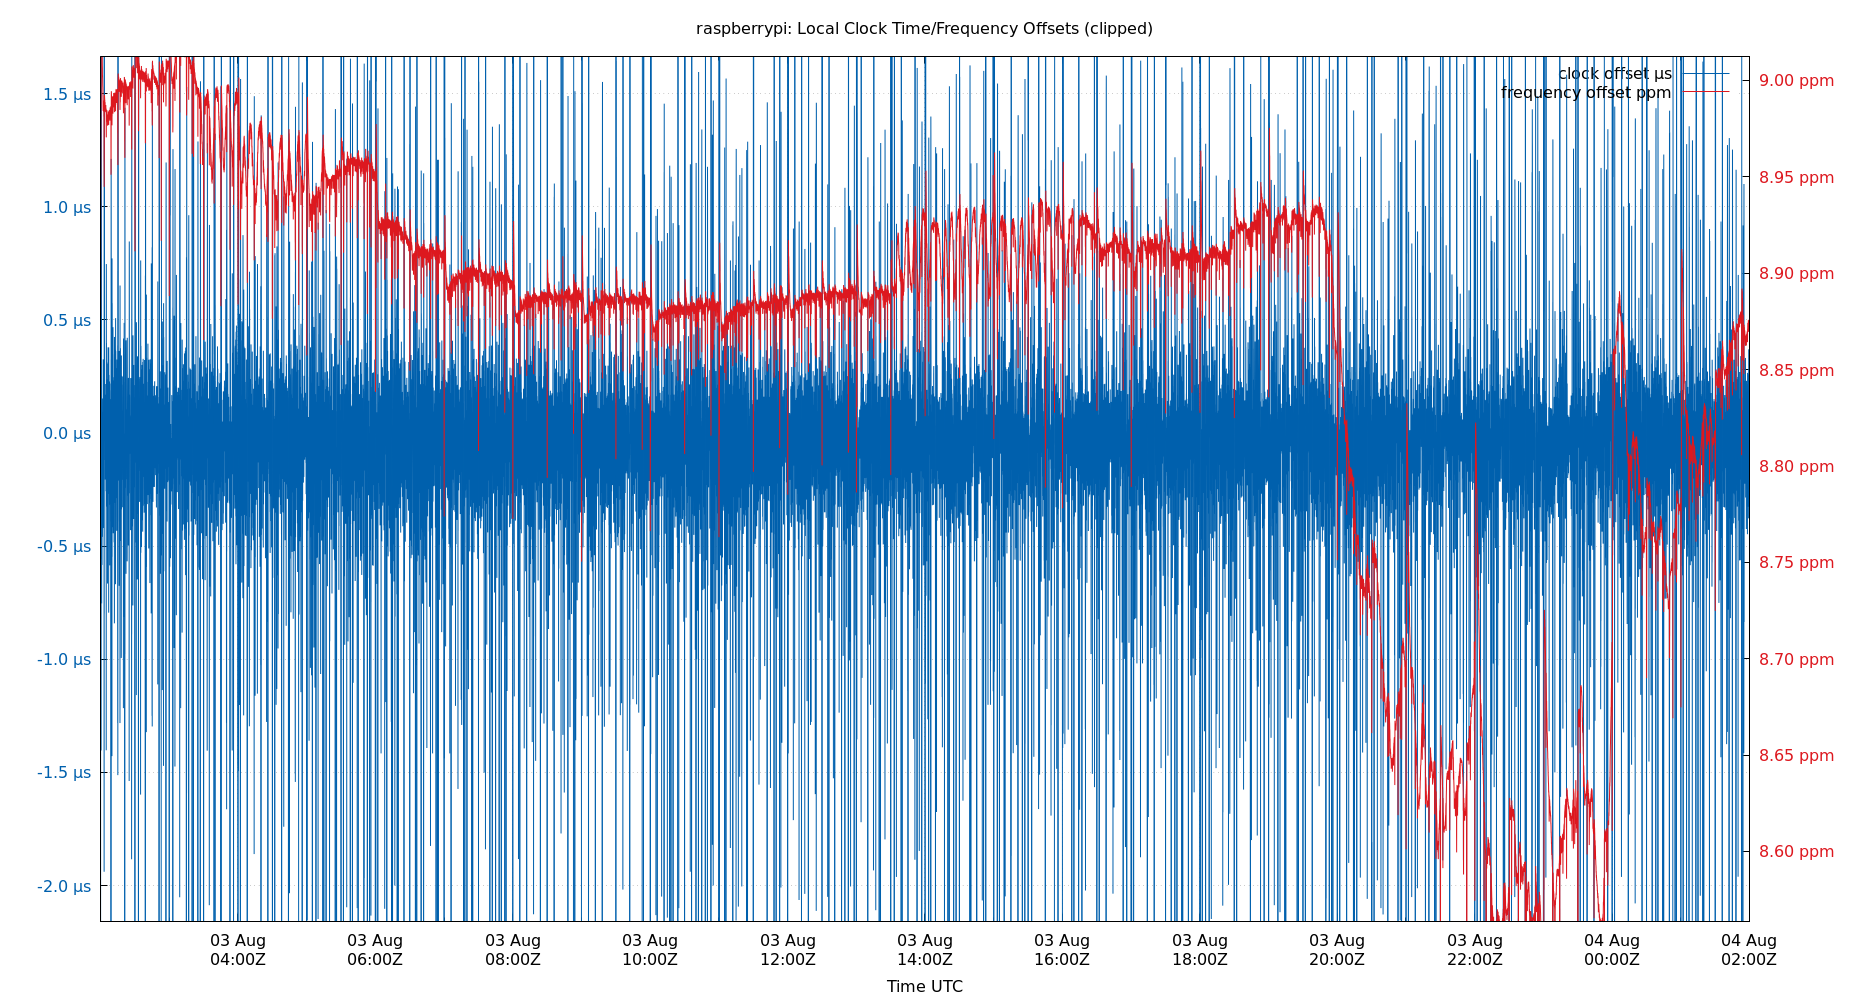 raspberrypi: Local Clock Time/Frequency Offsets (clipped)
clock offset µs
frequency offset ppm
1.5 µs
1.0 µs
0.5 µs
0.0 µs
-0.5 µs
-1.0 µs
-1.5 µs
-2.0 µs
9.00 ppm
8.95 ppm
8.90 ppm
8.85 ppm
8.80 ppm
8.75 ppm
8.70 ppm
8.65 ppm
8.60 ppm
03 Aug 03 Aug 03 Aug 03 Aug 03 Aug 03 Aug 03 Aug 03 Aug 03 Aug 03 Aug 04 Aug 04 Aug
04:00Z 06:00Z 08:00Z 10:00Z 12:00Z 14:00Z 16:00Z 18:00Z 20:00Z 22:00Z 00:00Z 02:00Z
Time UTC